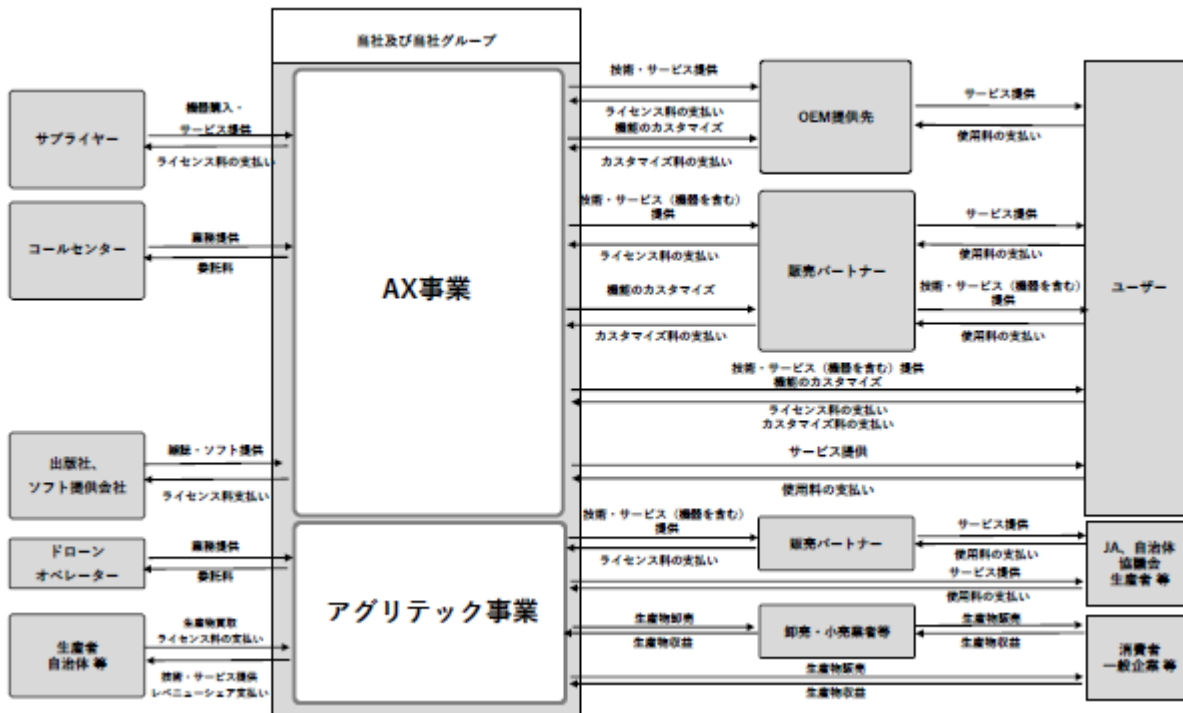 当社及び当社グループ
AX事業
アグリテック事業
サプライヤー
機器購入・
サービス提供
ライセンス料の支払い
コールセンター
業務提供
委託料
出版社、
ソフト提供会社
雑誌・ソフト提供
ライセンス料支払い
ドローン
オペレーター
業務提供
委託料
生産者
自治体 等
生産物買取
ライセンス料の支払い
技術・サービス提供
レベニューシェア支払い
技術・サービス提供
ライセンス料の支払い
機能のカスタマイズ
カスタマイズ料の支払い
OEM提供先
サービス提供
使用料の支払い
技術・サービス（機器を含む）
提供
ライセンス料の支払い
機能のカスタマイズ
カスタマイズ料の支払い
販売パートナー
サービス提供
使用料の支払い
技術・サービス（機器を含む）
提供
使用料の支払い
ユーザー
技術・サービス（機器を含む）提供
機能のカスタマイズ
ライセンス料の支払い
カスタマイズ料の支払い
サービス提供
使用料の支払い
技術・サービス（機器を含む）
提供
ライセンス料の支払い
販売パートナー
サービス提供
使用料の支払い
サービス提供
使用料の支払い
JA、自治体
協議会
生産者 等
生産物卸売
生産物収益
卸売・小売業者等
生産物販売
生産物収益
生産物販売
生産物収益
消費者
一般企業 等